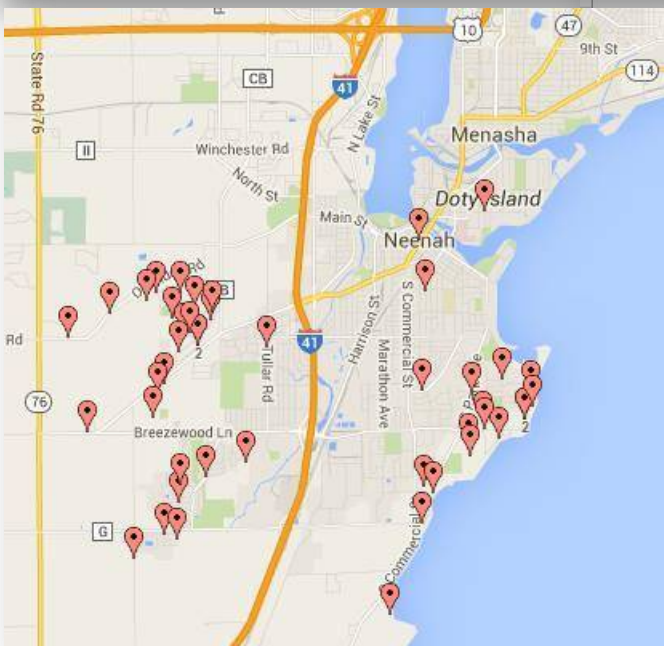 10
47
9th St
114
State Rd 76
CB
41
N Lake St
Menasha
II
Winchester Rd
North St
Doty Island
Main St
Neenah
Rd
S Commercial St
Harrison St
Marathon Ave
41
Rd
2
Tullar Rd
76
Breezewood Ln
2
G
S Commercial